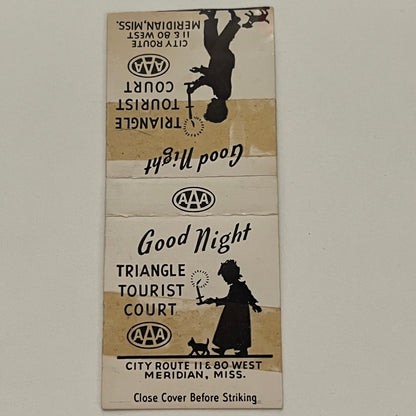 MERIDIAN, MISS.
CITY ROUTE
11 & 80 WEST
AAA
TRIANGLE
TOURIST
COURT
Good Night
AAA
Good Night
TRIANGLE
TOURIST
COURT
AAA
CITY ROUTE 11 & 80 WEST
MERIDIAN, MISS.
Close Cover Before Striking